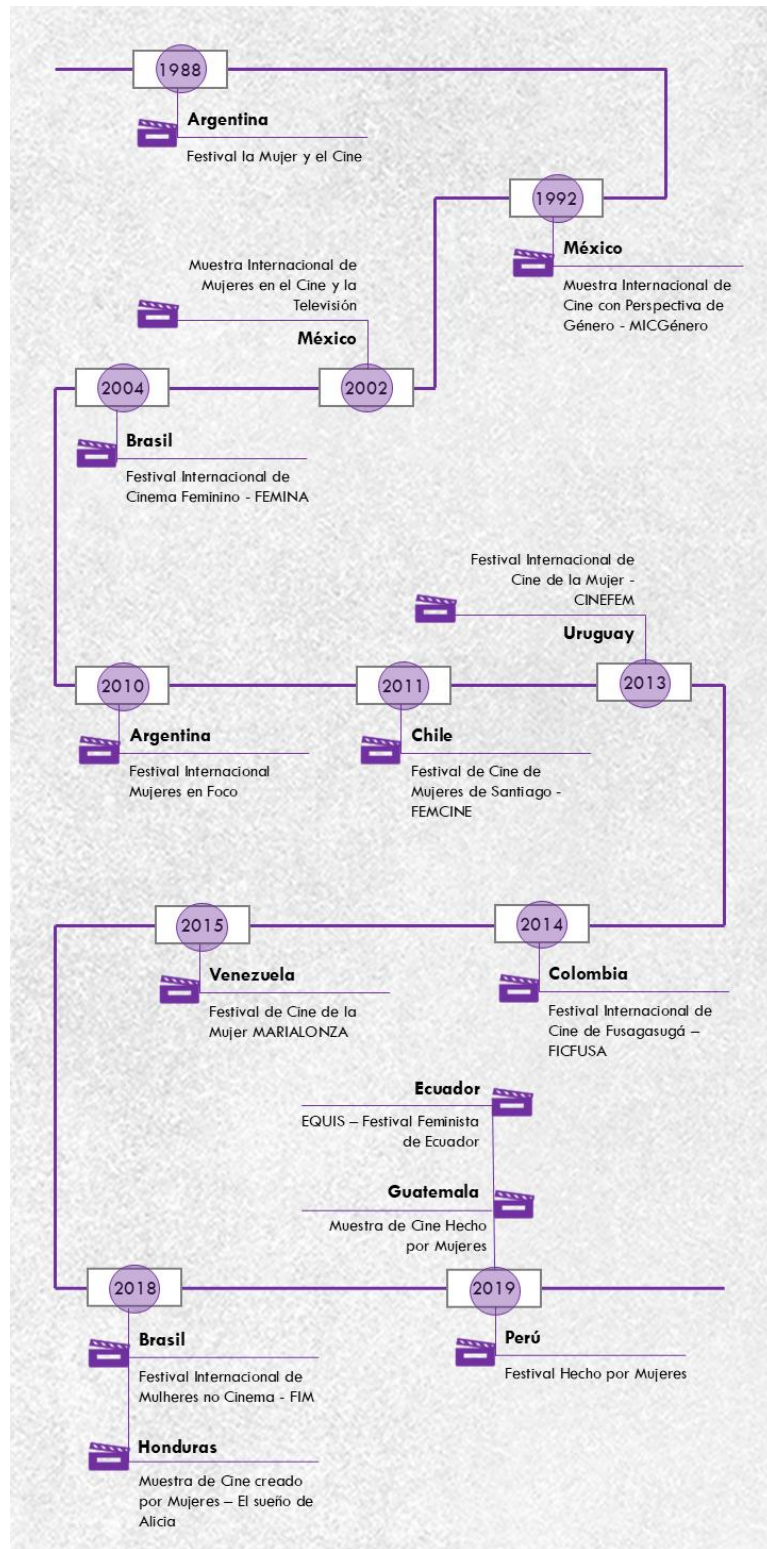 1988
Argentina
Festival la Mujer y el Cine
1992
México
Muestra Internacional de
Cine con Perspectiva de
Género - MICGénero
Muestra Internacional de
Mujeres en el Cine y la
Televisión
México
2002
2004
Brasil
Festival Internacional de
Cinema Feminino - FEMINA
2010
Argentina
Festival Internacional
Mujeres en Foco
2011
Chile
Festival de Cine de
Mujeres de Santiago -
FEMCINE
Festival Internacional de
Cine de la Mujer -
CINEFEM
Uruguay
2013
2014
Colombia
Festival Internacional de
Cine de Fusagasugá –
FICFUSA
2015
Venezuela
Festival de Cine de la
Mujer MARIALONZA
2018
Brasil
Festival Internacional de
Mulheres no Cinema - FIM
Honduras
Muestra de Cine creado
por Mujeres – El sueño de
Alicia
Ecuador
EQUIS – Festival Feminista
de Ecuador
Guatemala
Muestra de Cine Hecho
por Mujeres
2019
Perú
Festival Hecho por Mujeres